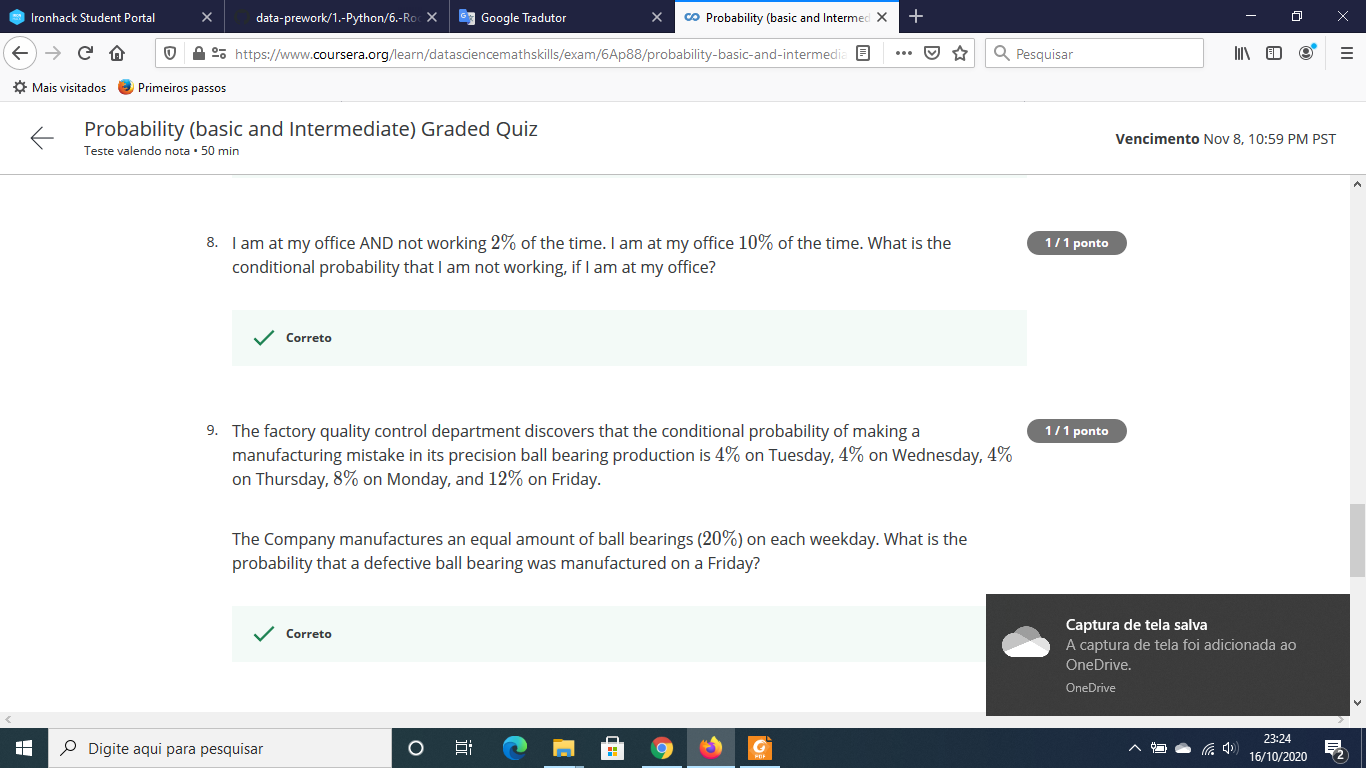 Ironhack Student Portal
data-prework/1.-Python/6.-Ro
Google Tradutor
Probability (basic and Intermed
https://www.coursera.org/learn/datasciencemathskills/exam/6Ap88/probability-basic-and-intermedia
Pesquisar
Mais visitados
Primeiros passos
Probability (basic and Intermediate) Graded Quiz
Teste valendo nota • 50 min
Vencimento Nov 8, 10:59 PM PST
8. I am at my office AND not working 2% of the time. I am at my office 10% of the time. What is the
conditional probability that I am not working, if I am at my office?
1 / 1 ponto
Correto
9. The factory quality control department discovers that the conditional probability of making a
manufacturing mistake in its precision ball bearing production is 4% on Tuesday, 4% on Wednesday, 4%
on Thursday, 8% on Monday, and 12% on Friday.
1 / 1 ponto
The Company manufactures an equal amount of ball bearings (20%) on each weekday. What is the
probability that a defective ball bearing was manufactured on a Friday?
Correto
Captura de tela salva
A captura de tela foi adicionada ao
OneDrive.
OneDrive
Digite aqui para pesquisar
23:24
16/10/2020
2